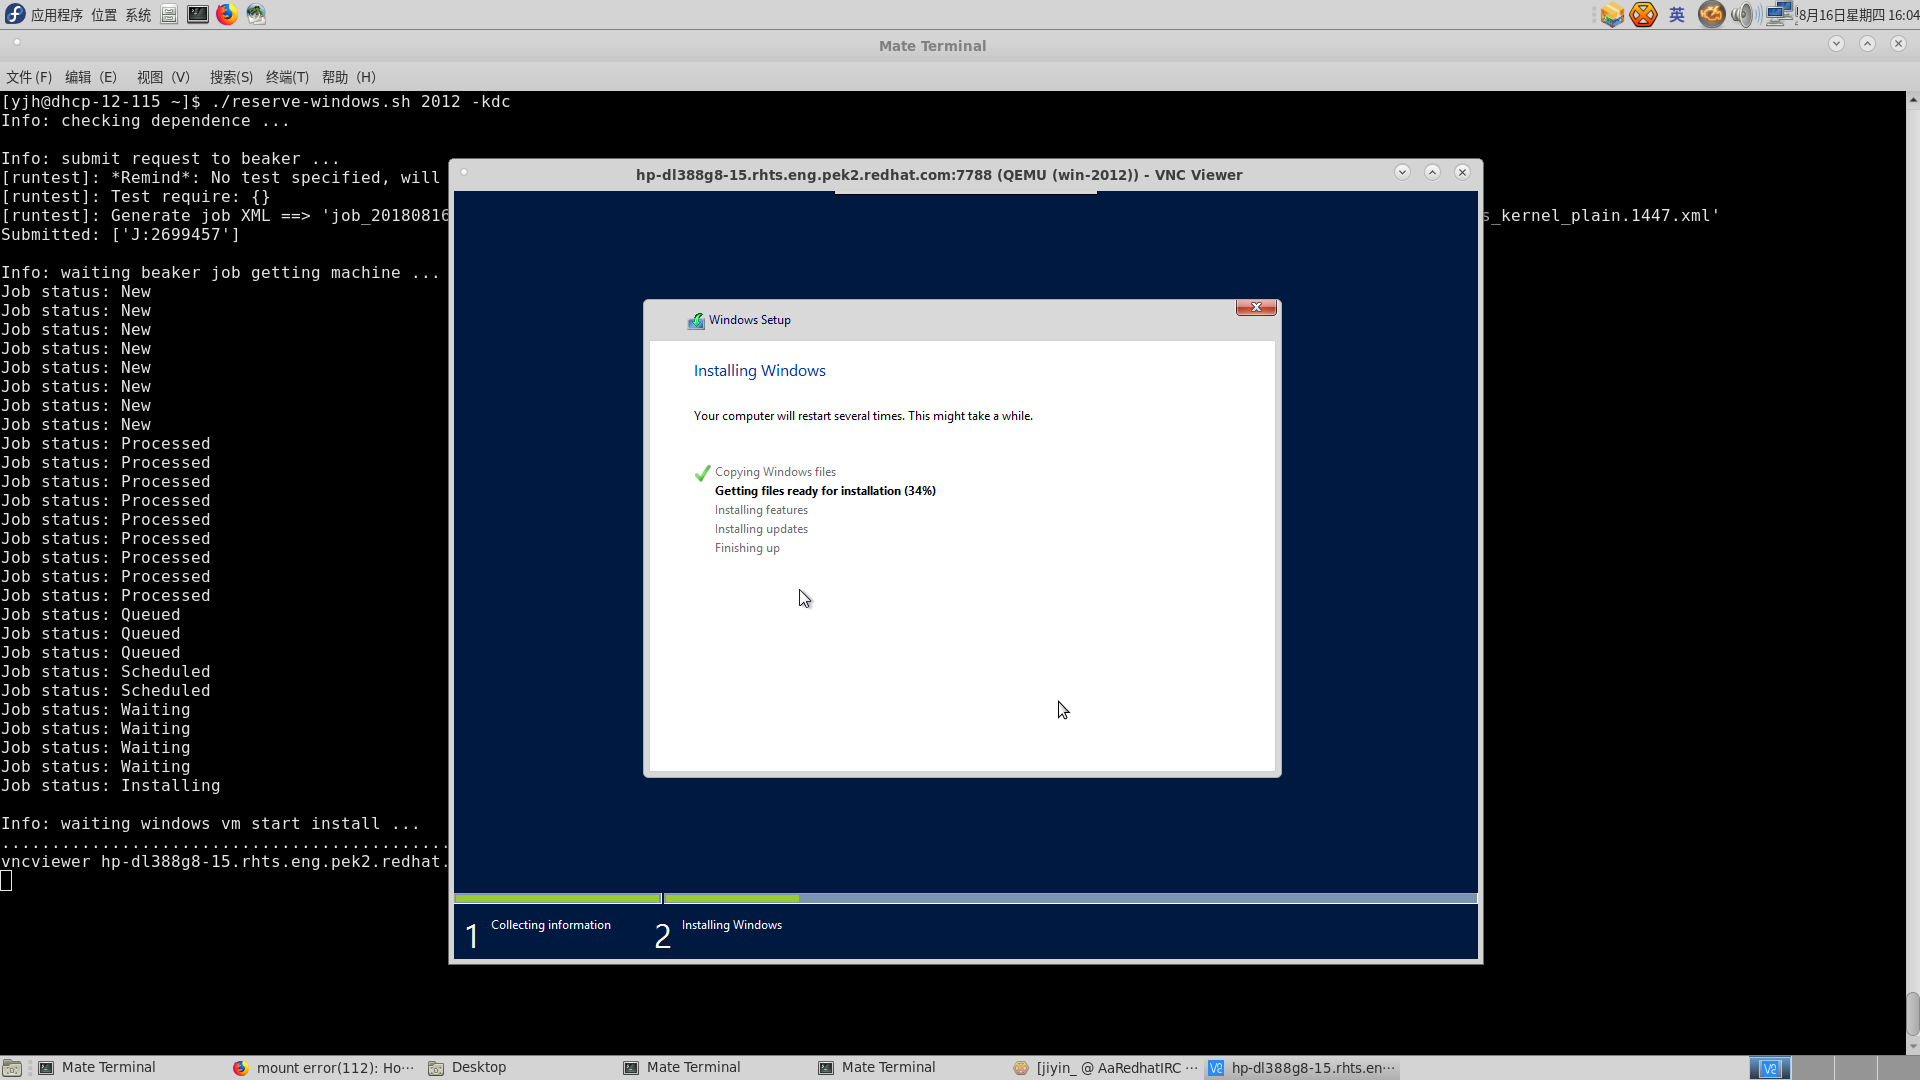 应用程序 位置 系统
英
8月16日星期四 16:04
Mate Terminal
文件(F) 编辑 (E) 视图 (V) 搜索(S) 终端(T) 帮助 (H)
[yjh@dhcp-12-115 ~]$ ./reserve-windows.sh 2012 -kdc
Info: checking dependence ...
Info: submit request to beaker ...
[runtest]: *Remind*: No test specified, will
[runtest]: Test require: {}
[runtest]: Generate job XML ==> 'job_20180816 s_kernel_plain.1447.xml'
Submitted: ['J:2699457']
Info: waiting beaker job getting machine ...
Job status: New
Job status: New
Job status: New
Job status: New
Job status: New
Job status: New
Job status: New
Job status: New
Job status: Processed
Job status: Processed
Job status: Processed
Job status: Processed
Job status: Processed
Job status: Processed
Job status: Processed
Job status: Processed
Job status: Processed
Job status: Queued
Job status: Queued
Job status: Queued
Job status: Scheduled
Job status: Scheduled
Job status: Waiting
Job status: Waiting
Job status: Waiting
Job status: Waiting
Job status: Installing
Info: waiting windows vm start install ...
.............................................
vncviewer hp-dl388g8-15.rhts.eng.pek2.redhat.
hp-dl388g8-15.rhts.eng.pek2.redhat.com:7788 (QEMU (win-2012)) - VNC Viewer
Windows Setup
Installing Windows
Your computer will restart several times. This might take a while.
Copying Windows files
Getting files ready for installation (34%)
Installing features
Installing updates
Finishing up
1 Collecting information
2 Installing Windows
Mate Terminal
mount error(112): Ho···
Desktop
Mate Terminal
Mate Terminal
[jiyin_ @ AaRedhatIRC ···
hp-dl388g8-15.rhts.en···